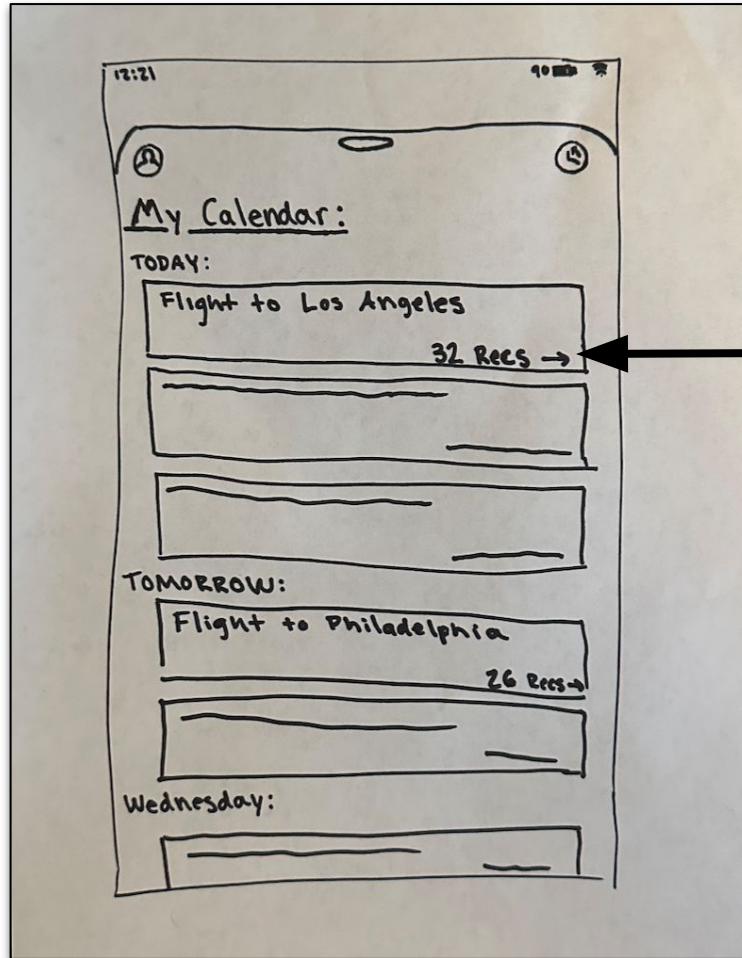 12:21
90
My Calendar:
TODAY:
Flight to Los Angeles
32 Recs →
TOMORROW:
Flight to Philadelphia
26 Recs→
Wednesday: